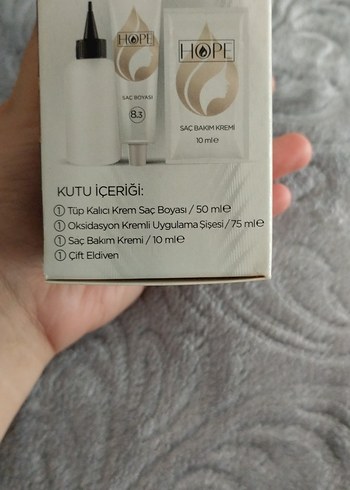 HOPE
SAÇ BOYASI
8.3
HOPE
SAÇ BAKIM KREMİ
10 ml℮
KUTU İÇERİĞİ:
1 Tüp Kalıcı Krem Saç Boyası / 50 ml℮
1 Oksidasyon Kremli Uygulama Şişesi / 75 ml℮
1 Saç Bakım Kremi / 10 ml℮
1 Çift Eldiven